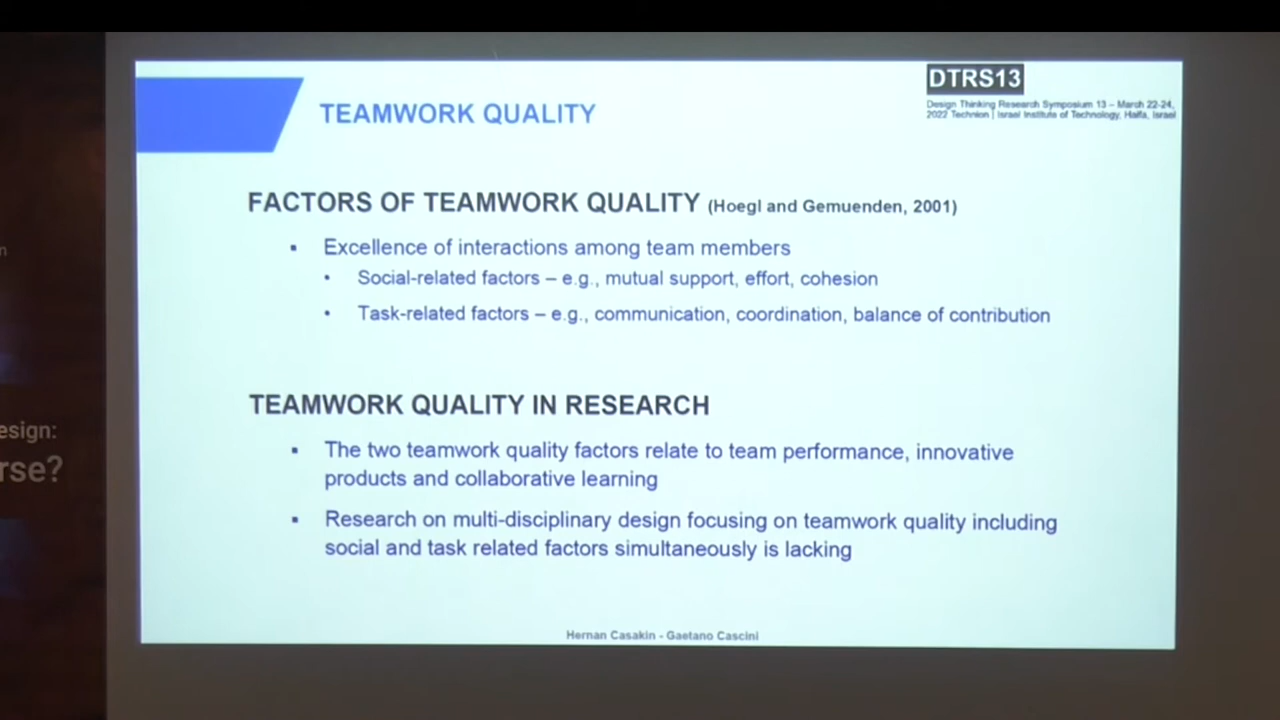 DTRS13
Design Thinking Research Symposium 13 – March 22-24,
2022 Technion | Israel Institute of Technology, Haifa, Israel
TEAMWORK QUALITY
FACTORS OF TEAMWORK QUALITY (Hoegl and Gemuenden, 2001)
▪ Excellence of interactions among team members
• Social-related factors – e.g., mutual support, effort, cohesion
• Task-related factors – e.g., communication, coordination, balance of contribution
TEAMWORK QUALITY IN RESEARCH
▪ The two teamwork quality factors relate to team performance, innovative
products and collaborative learning
▪ Research on multi-disciplinary design focusing on teamwork quality including
social and task related factors simultaneously is lacking
Hernan Casakin - Gaetano Cascini